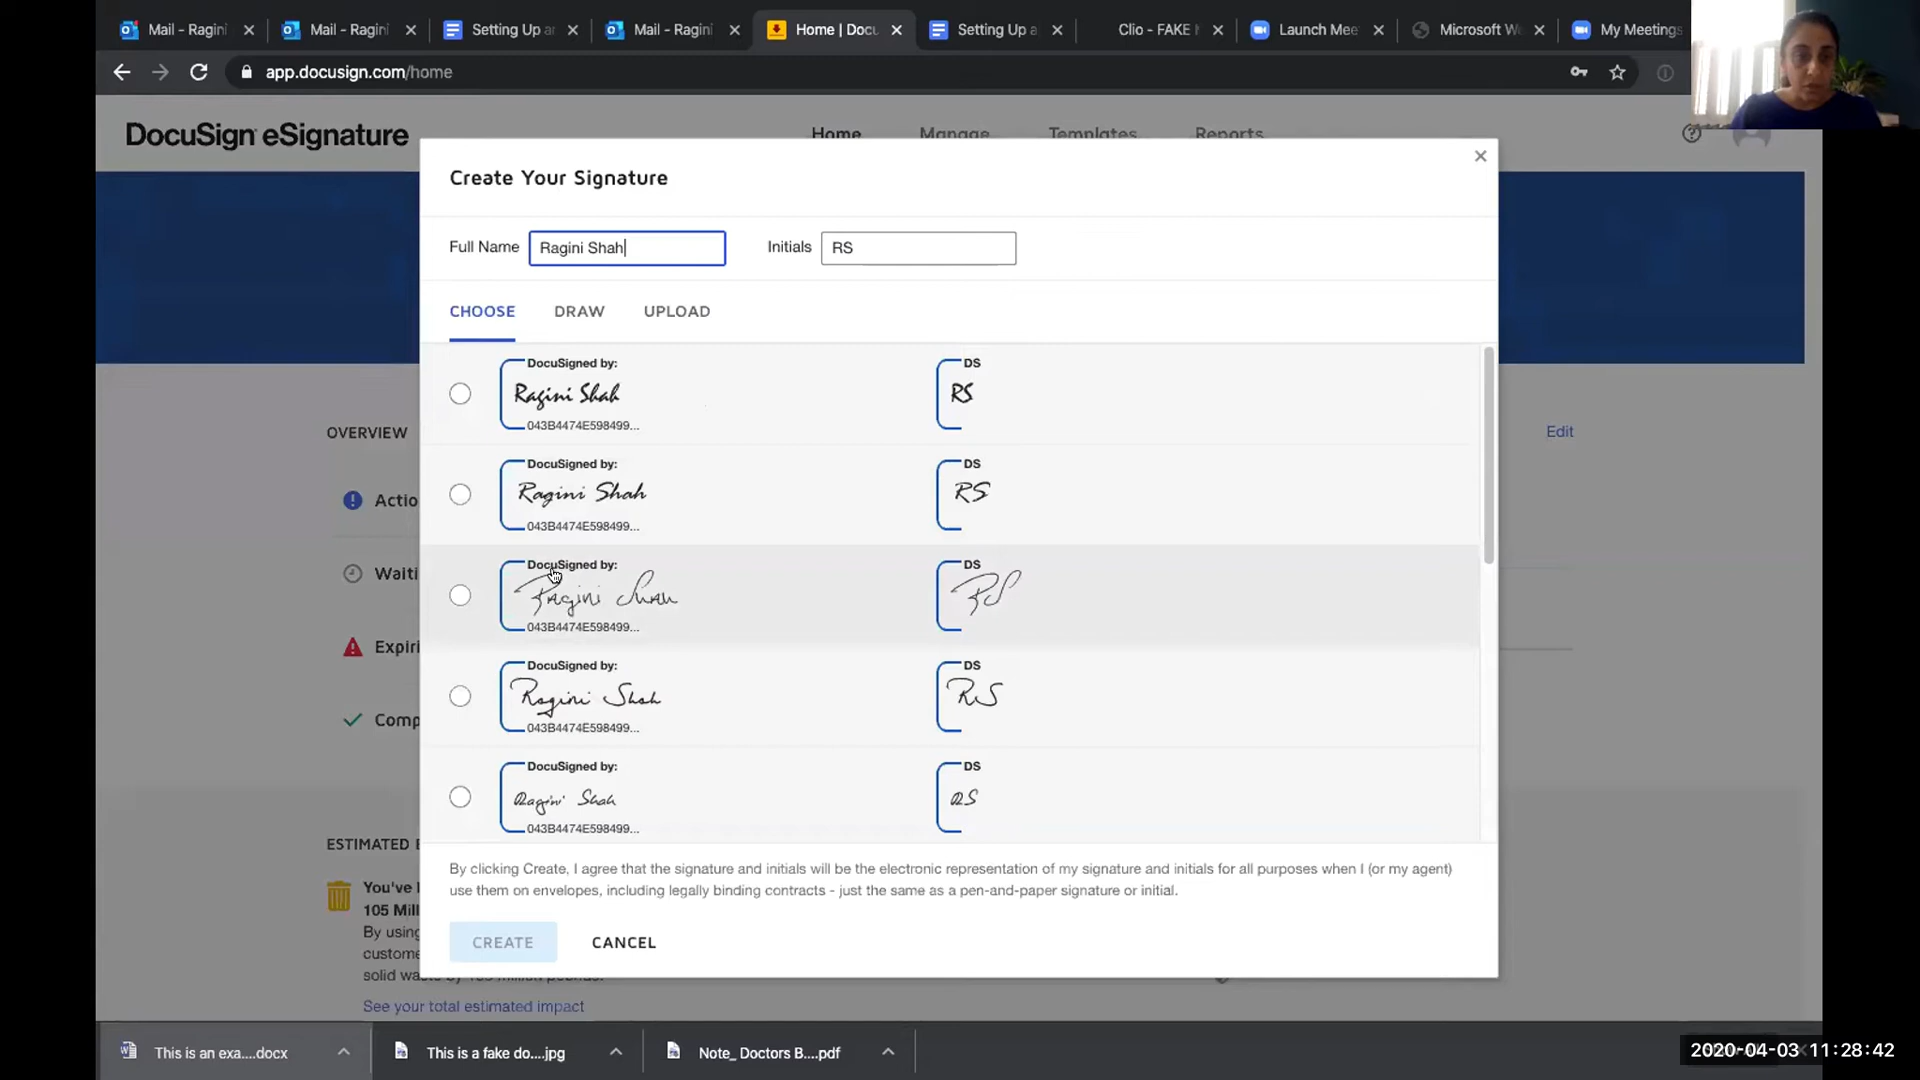 Mail - Ragini
Mail - Ragini
Setting Up a
Mail - Ragini
Home | Docu
Setting Up a
Clio - FAKE
Launch Mee
Microsoft W
My Meetings
app.docusign.com/home
DocuSign eSignature
Home
Manage
Templates
Reports
Create Your Signature
Full Name
Ragini Shah
Initials
RS
CHOOSE
DRAW
UPLOAD
DocuSigned by:
DS
Ragini Shah
RS
043B4474E598499...
DocuSigned by:
DS
Ragini Shah
RS
043B4474E598499...
DocuSigned by:
DS
Ragini Shah
RS
043B4474E598499...
DocuSigned by:
DS
Ragini Shah
RS
043B4474E598499...
DocuSigned by:
DS
Ragini Shah
RS
043B4474E598499...
By clicking Create, I agree that the signature and initials will be the electronic representation of my signature and initials for all purposes when I (or my agent)
use them on envelopes, including legally binding contracts - just the same as a pen-and-paper signature or initial.
CREATE
CANCEL
OVERVIEW
Edit
Actio
Waiti
Expiri
Comp
ESTIMATED E
You've
105 Mill
By using
custome
solid wa
See your total estimated impact
This is an exa....docx
This is a fake do....jpg
Note_ Doctors B....pdf
2020-04-03 11:28:42